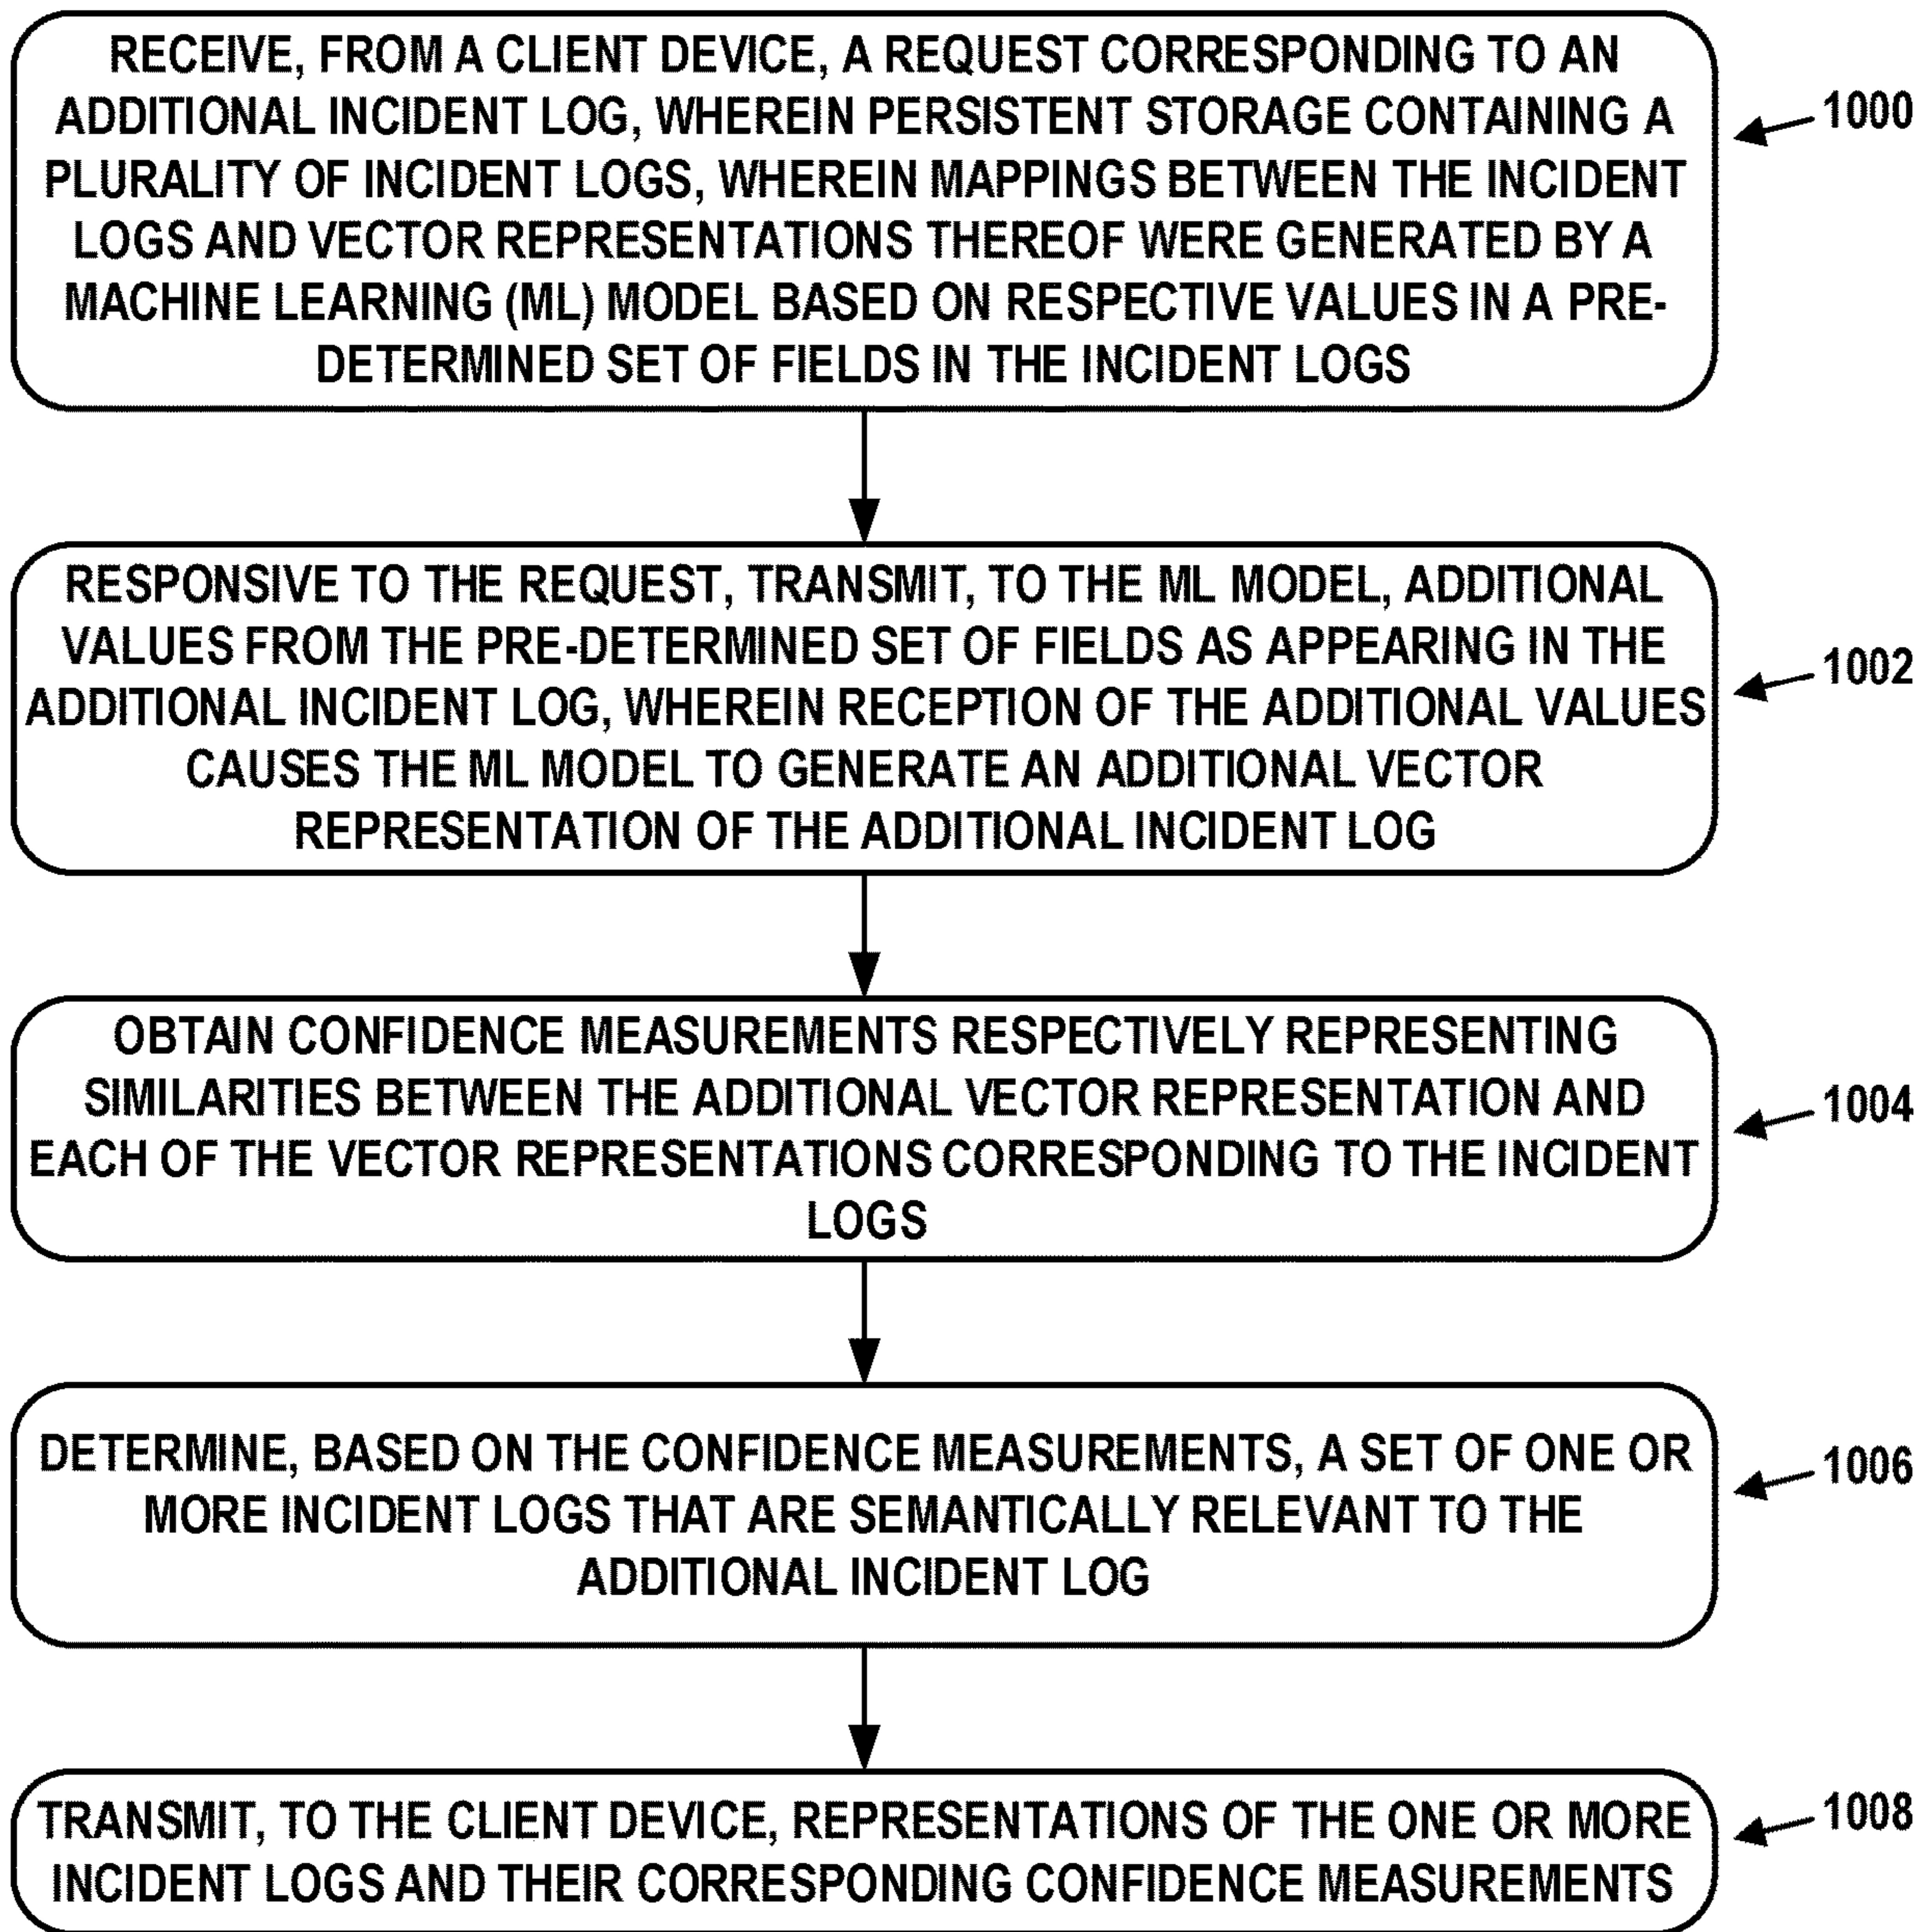 RECEIVE, FROM A CLIENT DEVICE, A REQUEST CORRESPONDING TO AN
ADDITIONAL INCIDENT LOG, WHEREIN PERSISTENT STORAGE CONTAINING A
PLURALITY OF INCIDENT LOGS, WHEREIN MAPPINGS BETWEEN THE INCIDENT
LOGS AND VECTOR REPRESENTATIONS THEREOF WERE GENERATED BY A
MACHINE LEARNING (ML) MODEL BASED ON RESPECTIVE VALUES IN A PRE-
DETERMINED SET OF FIELDS IN THE INCIDENT LOGS
1000
RESPONSIVE TO THE REQUEST, TRANSMIT, TO THE ML MODEL, ADDITIONAL
VALUES FROM THE PRE-DETERMINED SET OF FIELDS AS APPEARING IN THE
ADDITIONAL INCIDENT LOG, WHEREIN RECEPTION OF THE ADDITIONAL VALUES
CAUSES THE ML MODEL TO GENERATE AN ADDITIONAL VECTOR
REPRESENTATION OF THE ADDITIONAL INCIDENT LOG
1002
OBTAIN CONFIDENCE MEASUREMENTS RESPECTIVELY REPRESENTING
SIMILARITIES BETWEEN THE ADDITIONAL VECTOR REPRESENTATION AND
EACH OF THE VECTOR REPRESENTATIONS CORRESPONDING TO THE INCIDENT
LOGS
1004
DETERMINE, BASED ON THE CONFIDENCE MEASUREMENTS, A SET OF ONE OR
MORE INCIDENT LOGS THAT ARE SEMANTICALLY RELEVANT TO THE
ADDITIONAL INCIDENT LOG
1006
TRANSMIT, TO THE CLIENT DEVICE, REPRESENTATIONS OF THE ONE OR MORE
INCIDENT LOGS AND THEIR CORRESPONDING CONFIDENCE MEASUREMENTS
1008